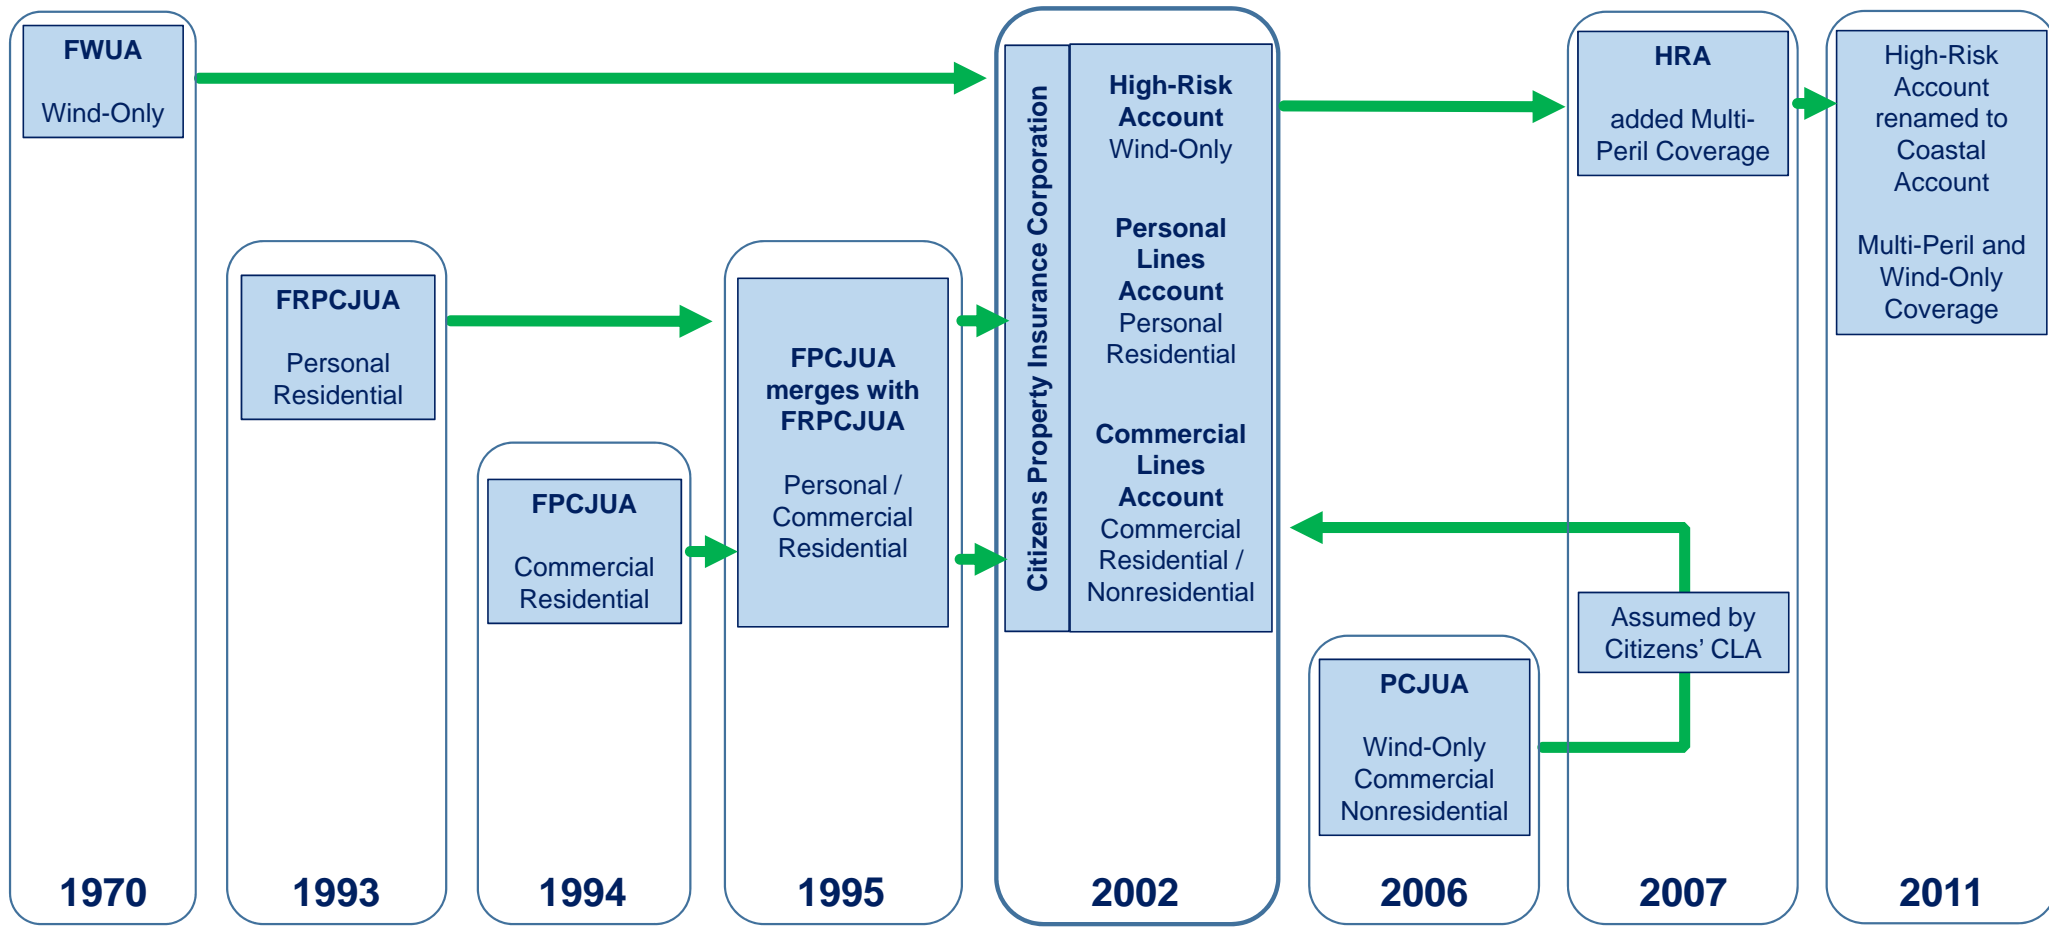 FWUA
Wind-Only
1970
FRPCJUA
Personal
Residential
1993
FPCJUA
Commercial
Residential
1994
FPCJUA
merges with
FRPCJUA
Personal /
Commercial
Residential
1995
Citizens Property Insurance Corporation
High-Risk
Account
Wind-Only
Personal
Lines
Account
Personal
Residential
Commercial
Lines
Account
Commercial
Residential /
Nonresidential
2002
PCJUA
Wind-Only
Commercial
Nonresidential
2006
HRA
added Multi-
Peril Coverage
Assumed by
Citizens’ CLA
2007
High-Risk
Account
renamed to
Coastal
Account
Multi-Peril and
Wind-Only
Coverage
2011